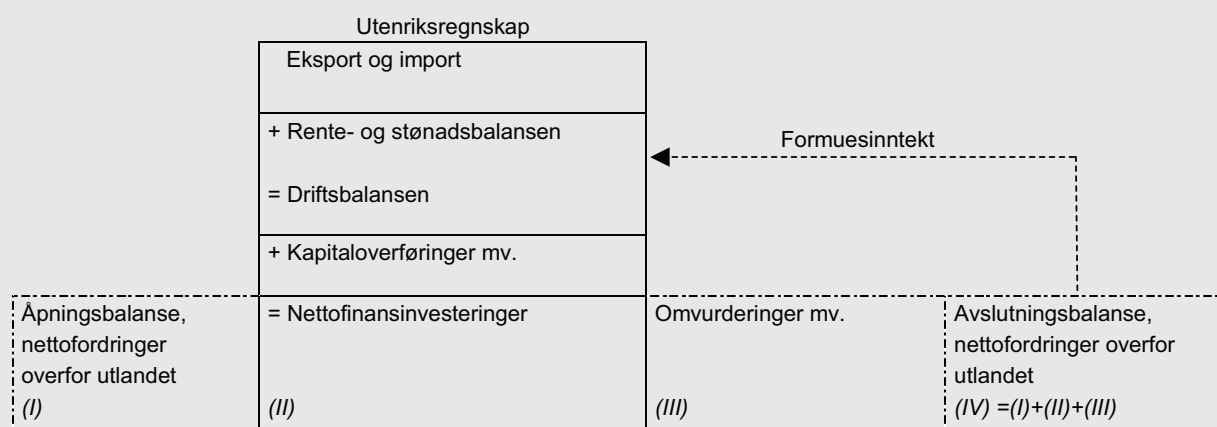 Utenriksregnskap
Eksport og import
+ Rente- og stønadsbalansen
Formuesinntekt
= Driftsbalansen
+ Kapitaloverføringer mv.
Åpningsbalanse,
nettofordringer
overfor utlandet
(I)
= Nettofinansinvesteringer
(II)
Omvurderinger mv.
(III)
Avslutningsbalanse,
nettofordringer overfor
utlandet
(IV) =(I)+(II)+(III)